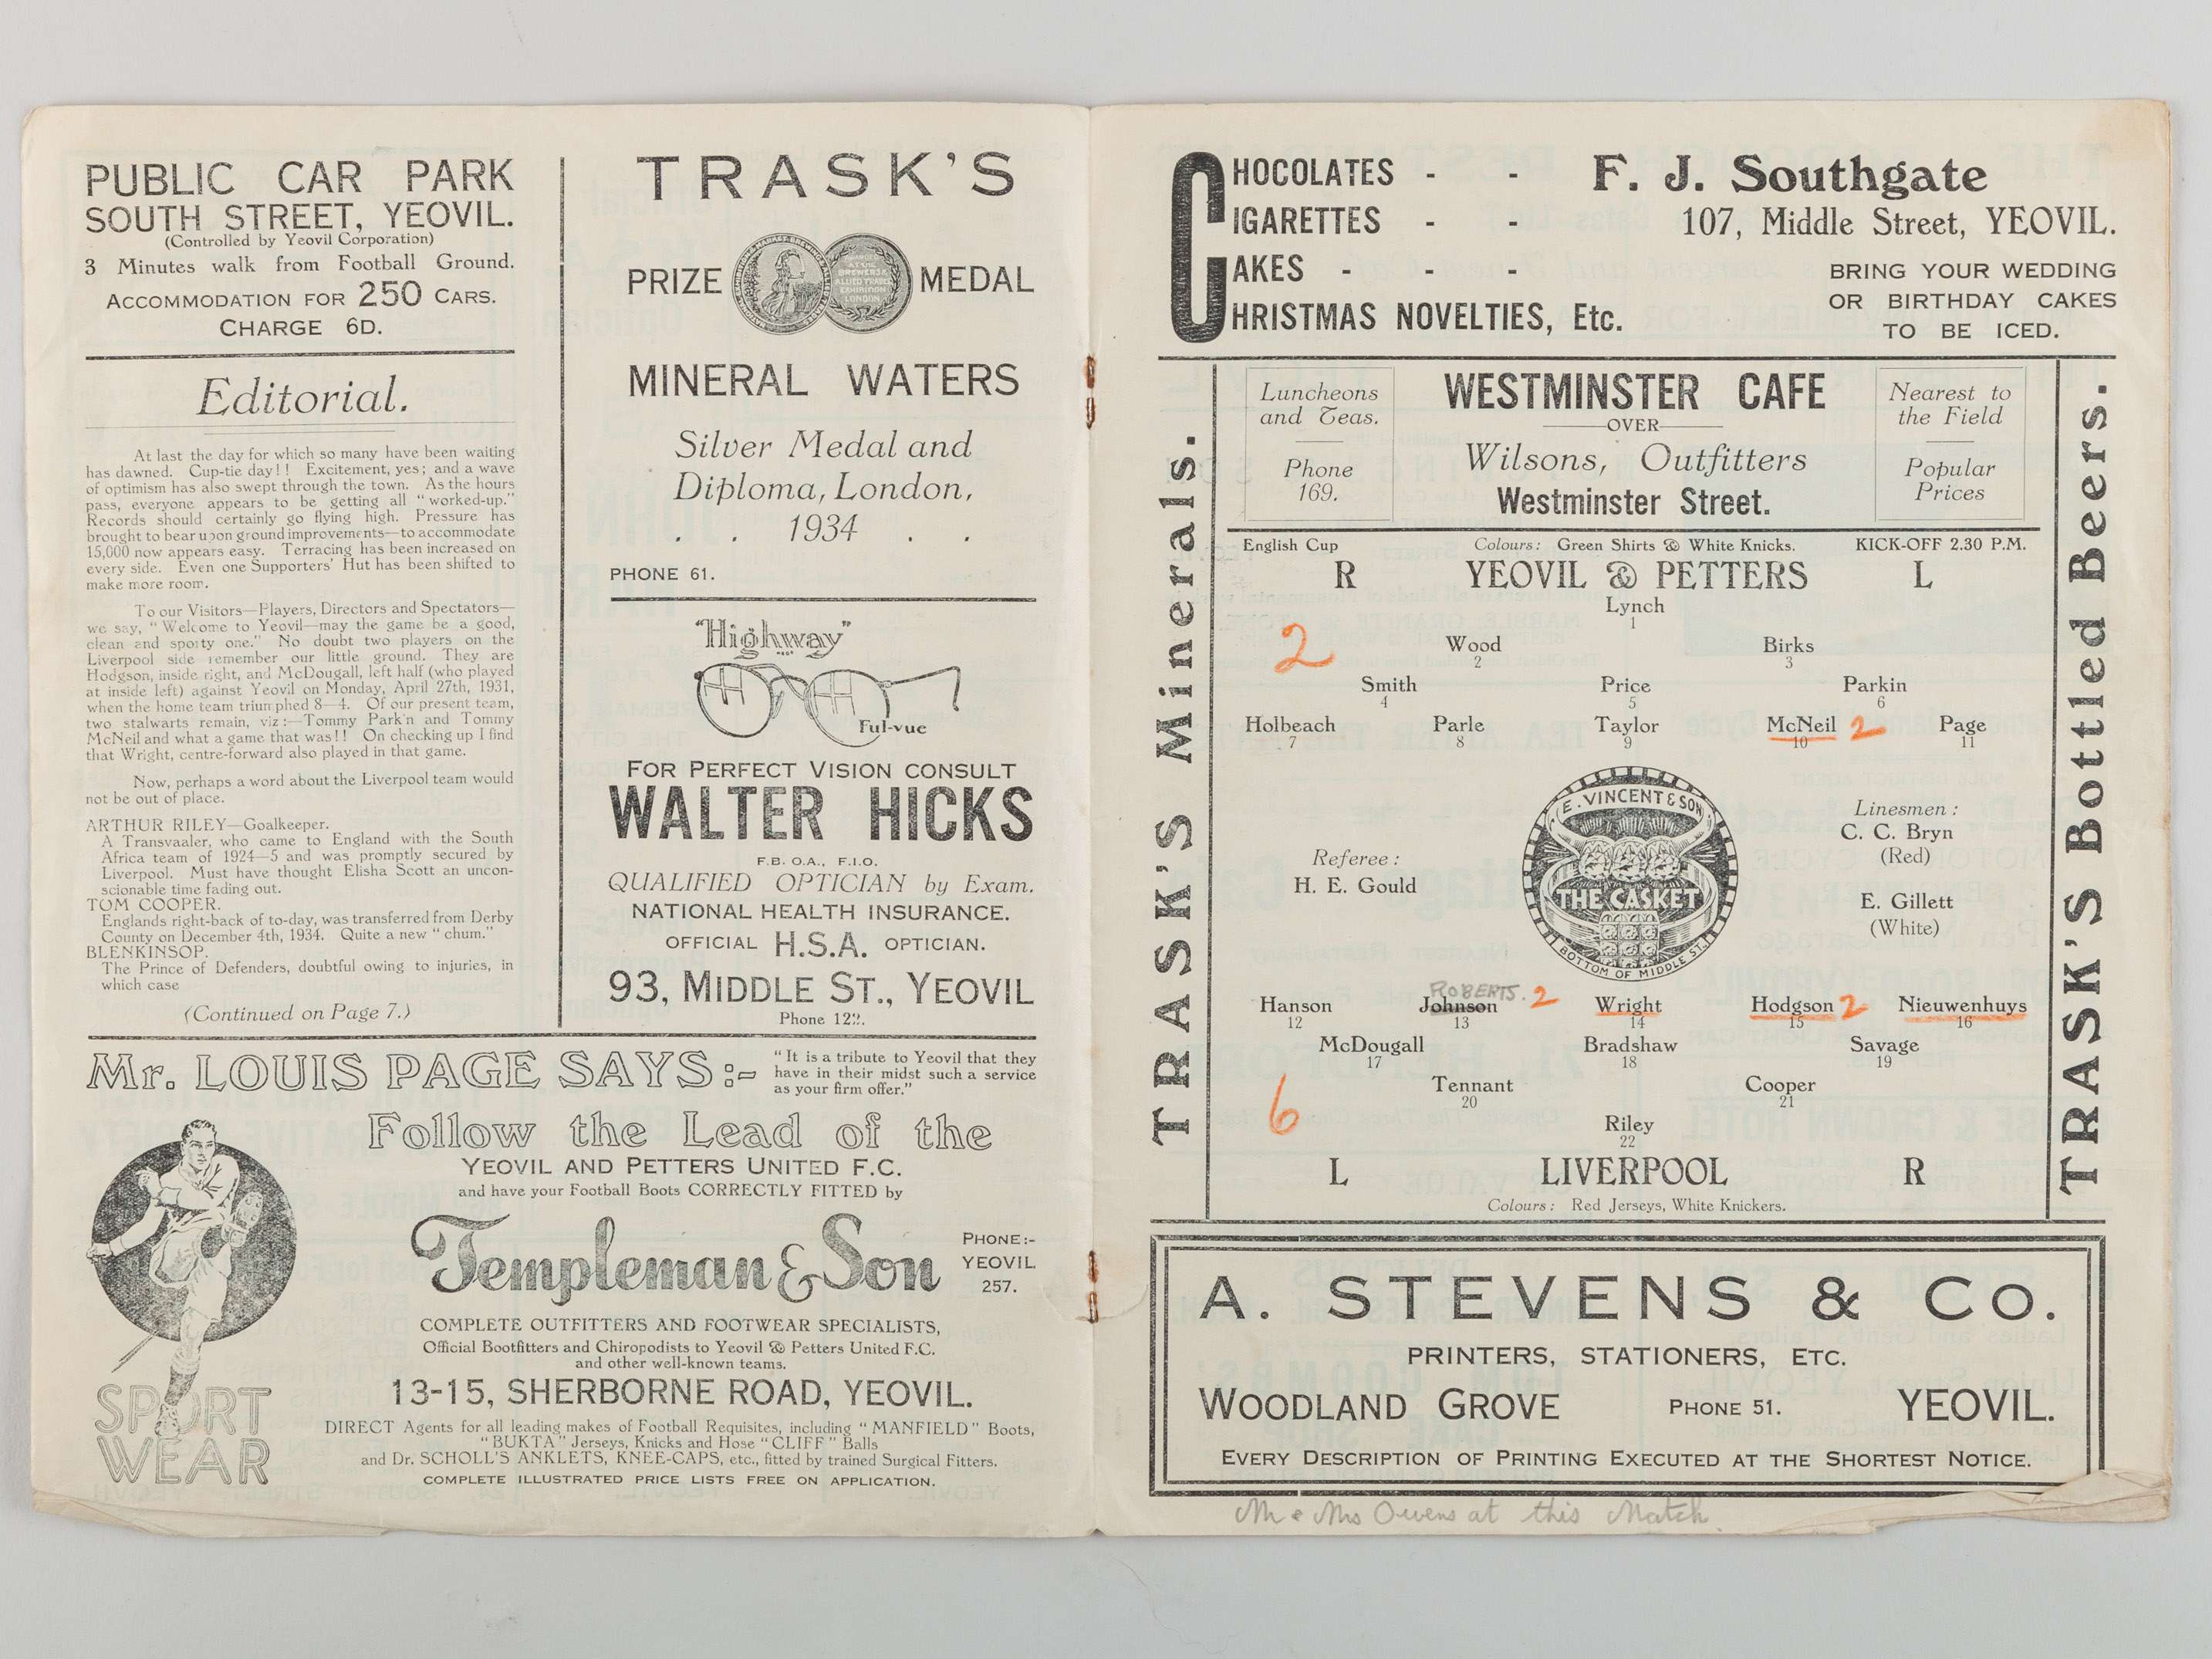 PUBLIC CAR PARK
SOUTH STREET, YEOVIL.
(Controlled by Yeovil Corporation)
3 Minutes walk from Football Ground.
ACCOMMODATION FOR 250 CARS.
CHARGE 6D.
Editorial.
At last the day for which so many have been waiting
has dawned. Cup-tie day!! Excitement, yes; and a wave
of optimism has also swept through the town. As the hours
pass, everyone appears to be getting all "worked-up."
Records should certainly go flying high. Pressure has
brought to bear upon ground improvements—to accommodate
15,000 now appears easy. Terracing has been increased on
every side. Even one Supporters' Hut has been shifted to
make more room.
To our Visitors—Players, Directors and Spectators—
we say, "Welcome to Yeovil—may the game be a good,
clean and sporty one." No doubt two players on the
Liverpool side remember our little ground. They are
Hodgson, inside right, and McDougall, left half (who played
at inside left) against Yeovil on Monday, April 27th, 1931,
when the home team triumphed 8—4. Of our present team,
two stalwarts remain, viz:—Tommy Park'n and Tommy
McNeil and what a game that was!! On checking up I find
that Wright, centre-forward also played in that game.
Now, perhaps a word about the Liverpool team would
not be out of place.
ARTHUR RILEY—Goalkeeper.
A Transvaaler, who came to England with the South
Africa team of 1924—5 and was promptly secured by
Liverpool. Must have thought Elisha Scott an uncon-
scionable time fading out.
TOM COOPER.
Englands right-back of to-day, was transferred from Derby
County on December 4th, 1934. Quite a new "chum."
BLENKINSOP.
The Prince of Defenders, doubtful owing to injuries, in
which case
(Continued on Page 7.)
TRASK'S
PRIZE MEDAL
MINERAL WATERS
Silver Medal and
Diploma, London,
. . 1934 . .
PHONE 61.
"Highway"
Ful-vue
FOR PERFECT VISION CONSULT
WALTER HICKS
F.B.O.A., F.I.O.
QUALIFIED OPTICIAN by Exam.
NATIONAL HEALTH INSURANCE.
OFFICIAL H.S.A. OPTICIAN.
93, MIDDLE ST., YEOVIL
Phone 122.
Mr. LOUIS PAGE SAYS:-
"It is a tribute to Yeovil that they
have in their midst such a service
as your firm offer."
Follow the Lead of the
YEOVIL AND PETTERS UNITED F.C.
and have your Football Boots CORRECTLY FITTED by
Templeman & Son
PHONE:-
YEOVIL
257.
COMPLETE OUTFITTERS AND FOOTWEAR SPECIALISTS,
Official Bootfitters and Chiropodists to Yeovil & Petters United F.C.
and other well-known teams.
13-15, SHERBORNE ROAD, YEOVIL.
DIRECT Agents for all leading makes of Football Requisites, including "MANFIELD" Boots,
"BUKTA" Jerseys, Knicks and Hose "CLIFF" Balls
and Dr. SCHOLL'S ANKLETS, KNEE-CAPS, etc., fitted by trained Surgical Fitters.
COMPLETE ILLUSTRATED PRICE LISTS FREE ON APPLICATION.
SPORT
WEAR
CHOCOLATES - -
CIGARETTES - -
CAKES - - -
CHRISTMAS NOVELTIES, Etc.
F. J. Southgate
107, Middle Street, YEOVIL.
BRING YOUR WEDDING
OR BIRTHDAY CAKES
TO BE ICED.
TRASK'S Minerals.
Luncheons
and Teas.
Phone
169.
WESTMINSTER CAFE
OVER
Wilsons, Outfitters
Westminster Street.
Nearest to
the Field
Popular
Prices
English Cup Colours: Green Shirts & White Knicks. KICK-OFF 2.30 P.M.
R YEOVIL & PETTERS L
Lynch
1
2
Wood Birks
2 3
Smith Price Parkin
4 5 6
Holbeach Parle Taylor McNeil 2 Page
7 8 9 10 11
Referee:
H. E. Gould
E. VINCENT & SON
THE CASKET
BOTTOM OF MIDDLE ST.
Linesmen:
C. C. Bryn
(Red)
E. Gillett
(White)
ROBERTS. 2
Hanson Johnson Wright Hodgson 2 Nieuwenhuys
12 13 14 15 16
McDougall Bradshaw Savage
17 18 19
6
Tennant Cooper
20 21
Riley
22
L LIVERPOOL R
Colours: Red Jerseys, White Knickers.
TRASK'S Bottled Beers.
A. STEVENS & Co.
PRINTERS, STATIONERS, ETC.
WOODLAND GROVE PHONE 51. YEOVIL.
EVERY DESCRIPTION OF PRINTING EXECUTED AT THE SHORTEST NOTICE.
Mr & Mrs Owens at this Match.